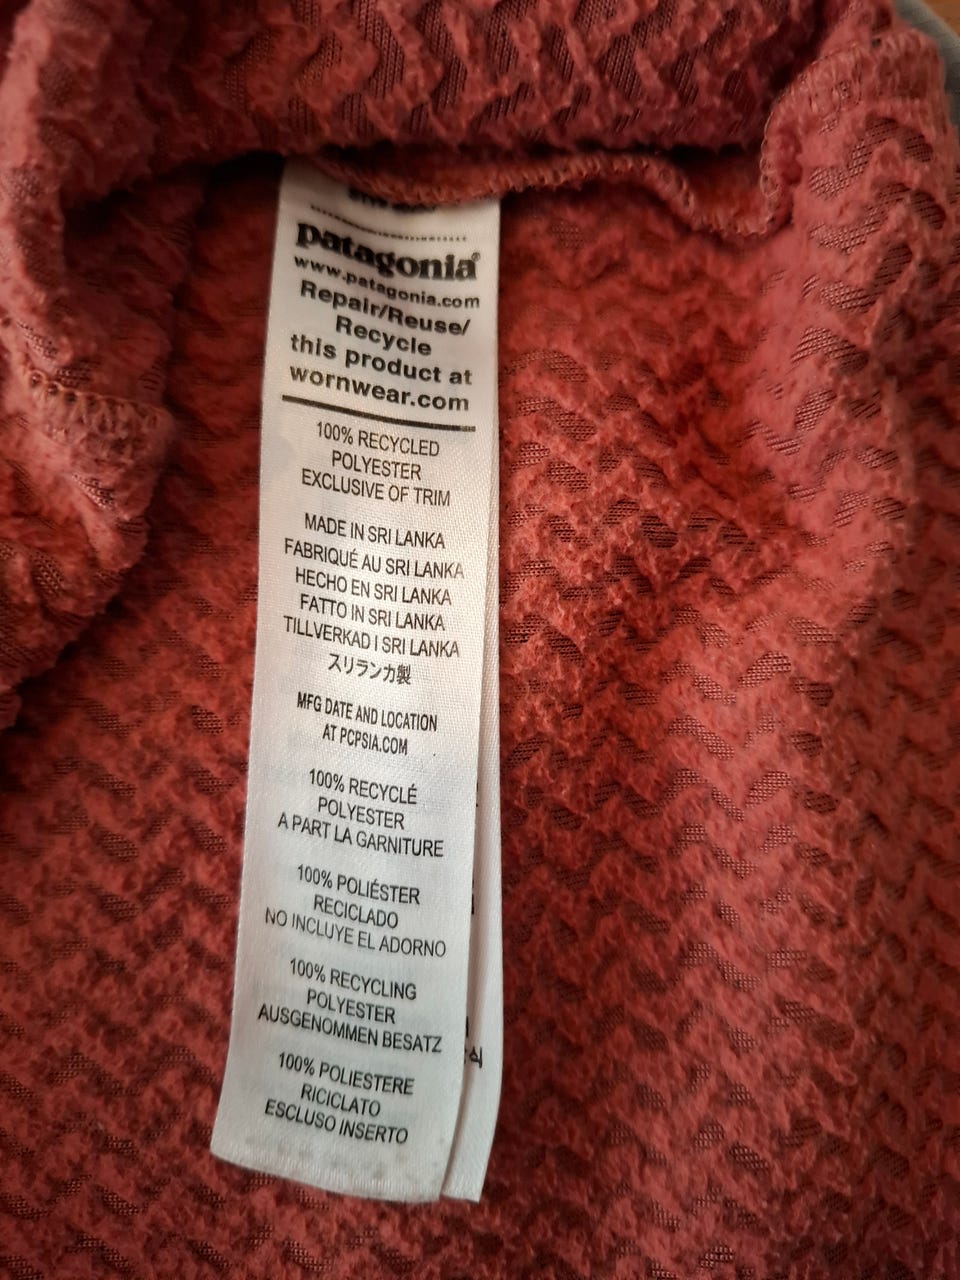 patagonia®
www.patagonia.com
Repair/Reuse/
Recycle
this product at
wornwear.com
100% RECYCLED
POLYESTER
EXCLUSIVE OF TRIM
MADE IN SRI LANKA
FABRIQUÉ AU SRI LANKA
HECHO EN SRI LANKA
FATTO IN SRI LANKA
TILLVERKAD I SRI LANKA
スリランカ製
MFG DATE AND LOCATION
AT PCPSIA.COM
100% RECYCLÉ
POLYESTER
A PART LA GARNITURE
100% POLIÉSTER
RECICLADO
NO INCLUYE EL ADORNO
100% RECYCLING
POLYESTER
AUSGENOMMEN BESATZ
100% POLIESTERE
RICICLATO
ESCLUSO INSERTO